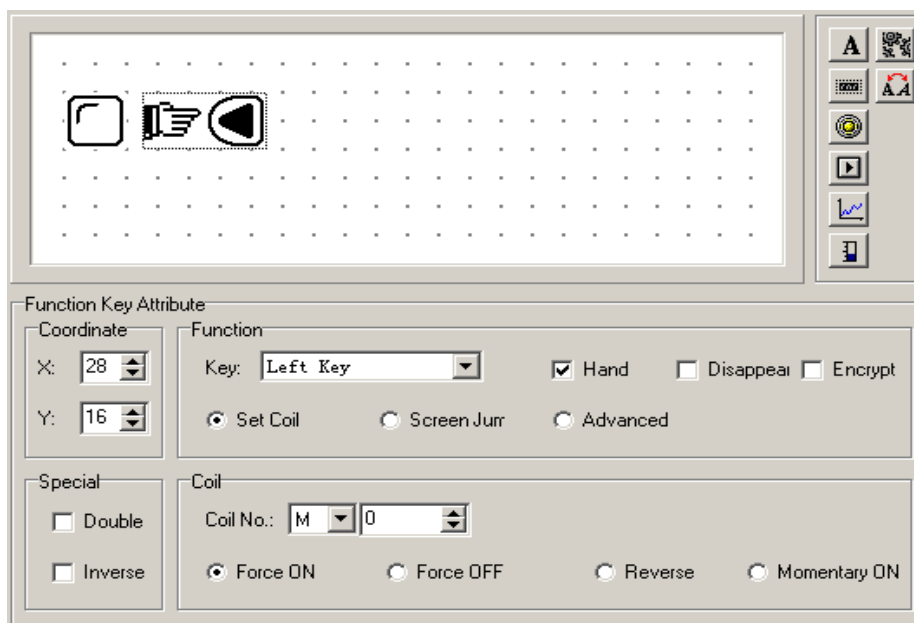 A
A A
Function Key Attribute
Coordinate
Function
X: 28
Key: Left Key
Hand
Disappear
Encrypt
Y: 16
Set Coil
Screen Jum
Advanced
Special
Coil
Double
Coil No.: M 0
Inverse
Force ON
Force OFF
Reverse
Momentary ON